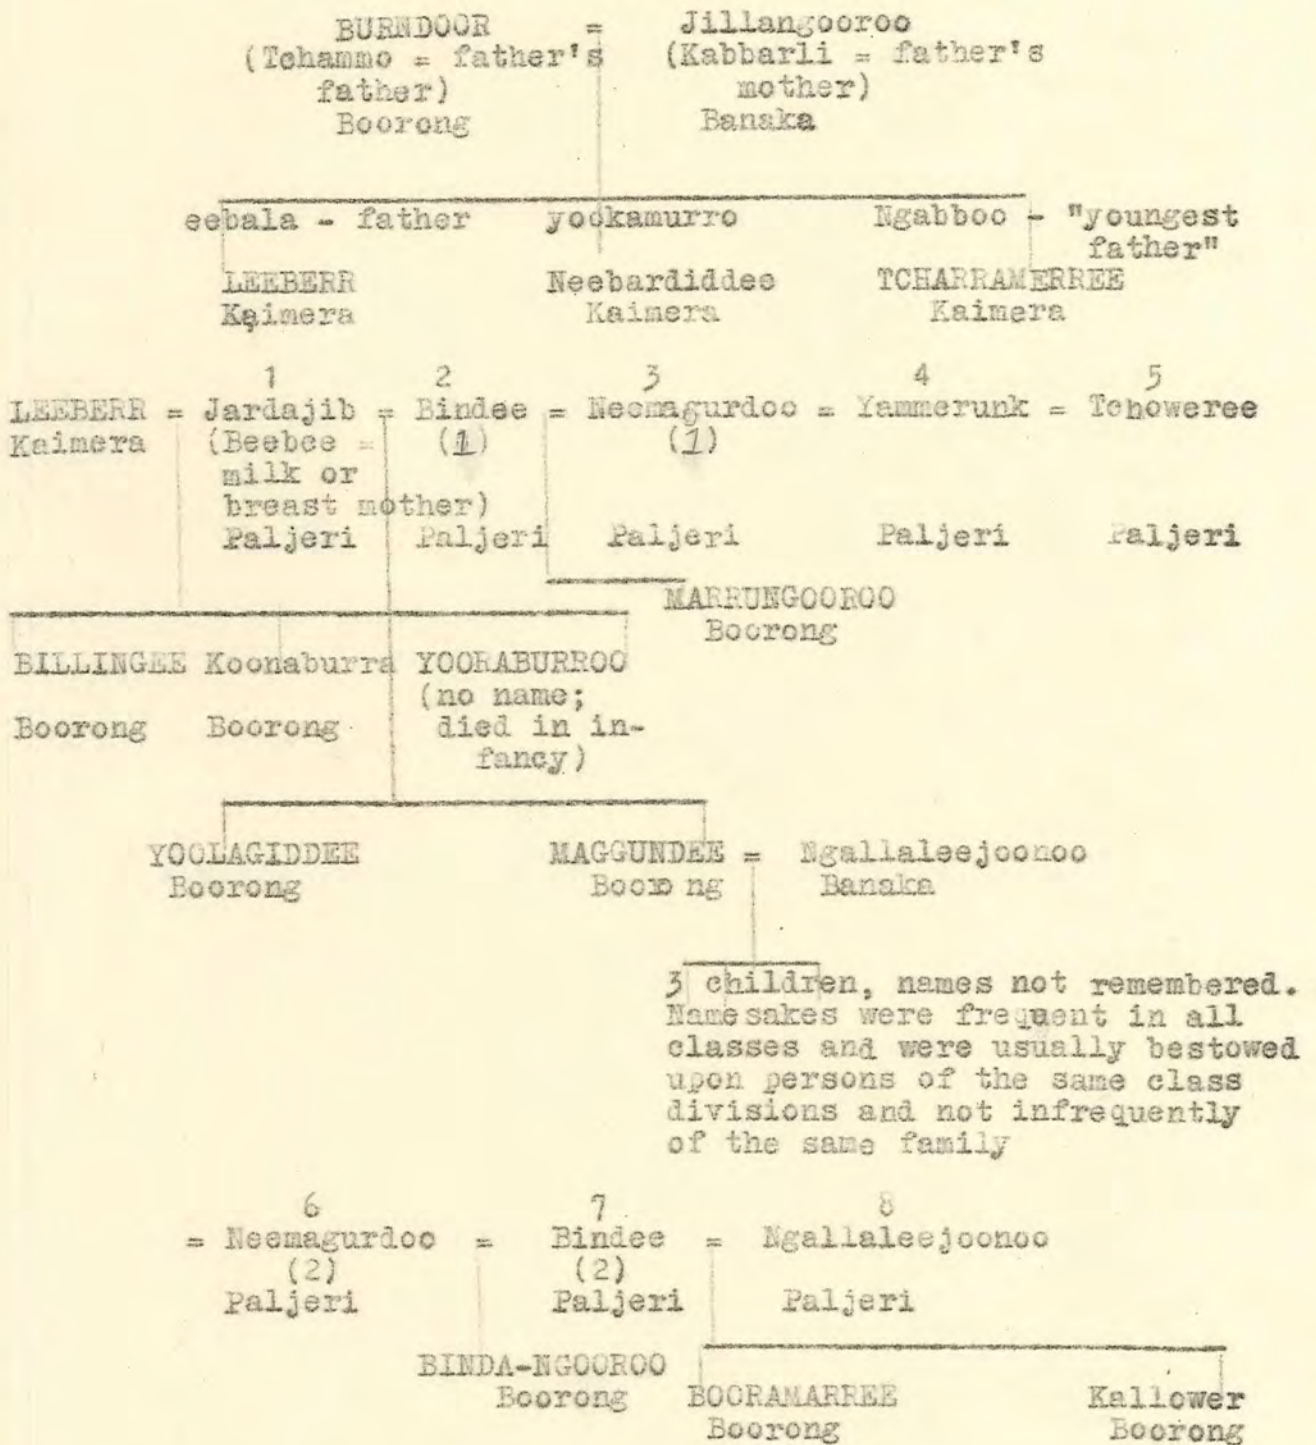 BURNDOOR = Jillangooroo
(Tchammo = father's (Kabbarli = father's
father) mother)
Boorong Banaka
eebala - father yookamurro Ngabboo - "youngest
father"
LEEBERR Neebardiddee TCHARRAMERREE
Kaimera Kaimera Kaimera
1 2 3 4 5
LEEBERR = Jardajib = Bindee = Neemagurdoo = Yammerunk = Tchoweree
Kaimera (Beebee = (1) (1)
milk or
breast mother)
Paljeri Paljeri Paljeri Paljeri Paljeri
MARRUNGOOROO
Boorong
BILLINGEE Koonaburra YOORABURROO
(no name;
Boorong Boorong died in in-
fancy)
YOOLAGIDDEE MAGGUNDEE = Ngallaleejoonoo
Boorong Boorong Banaka
3 children, names not remembered.
Namesakes were frequent in all
classes and were usually bestowed
upon persons of the same class
divisions and not infrequently
of the same family
6 7 8
= Neemagurdoo = Bindee = Ngallaleejoonoo
(2) (2)
Paljeri Paljeri Paljeri
BINDA-NGOOROO
Boorong BOORAMARREE Kallower
Boorong Boorong